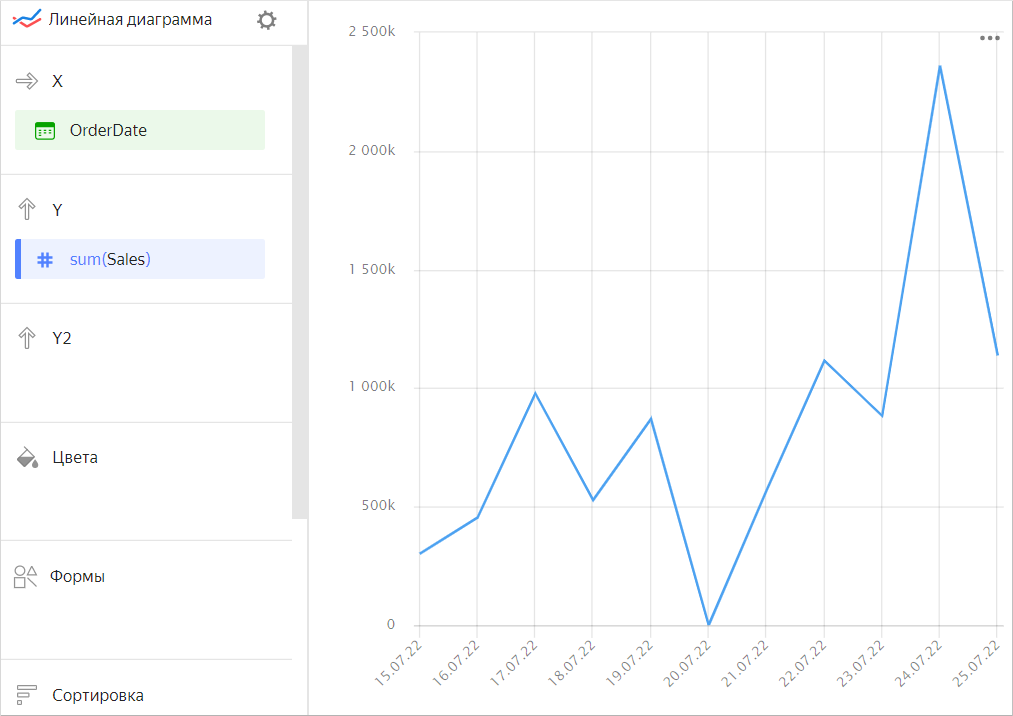 Линейная диаграмма
X
OrderDate
Y
sum(Sales)
Y2
Цвета
Формы
Сортировка
2 500k
2 000k
1 500k
1 000k
500k
0
15.07.22
16.07.22
17.07.22
18.07.22
19.07.22
20.07.22
21.07.22
22.07.22
23.07.22
24.07.22
25.07.22